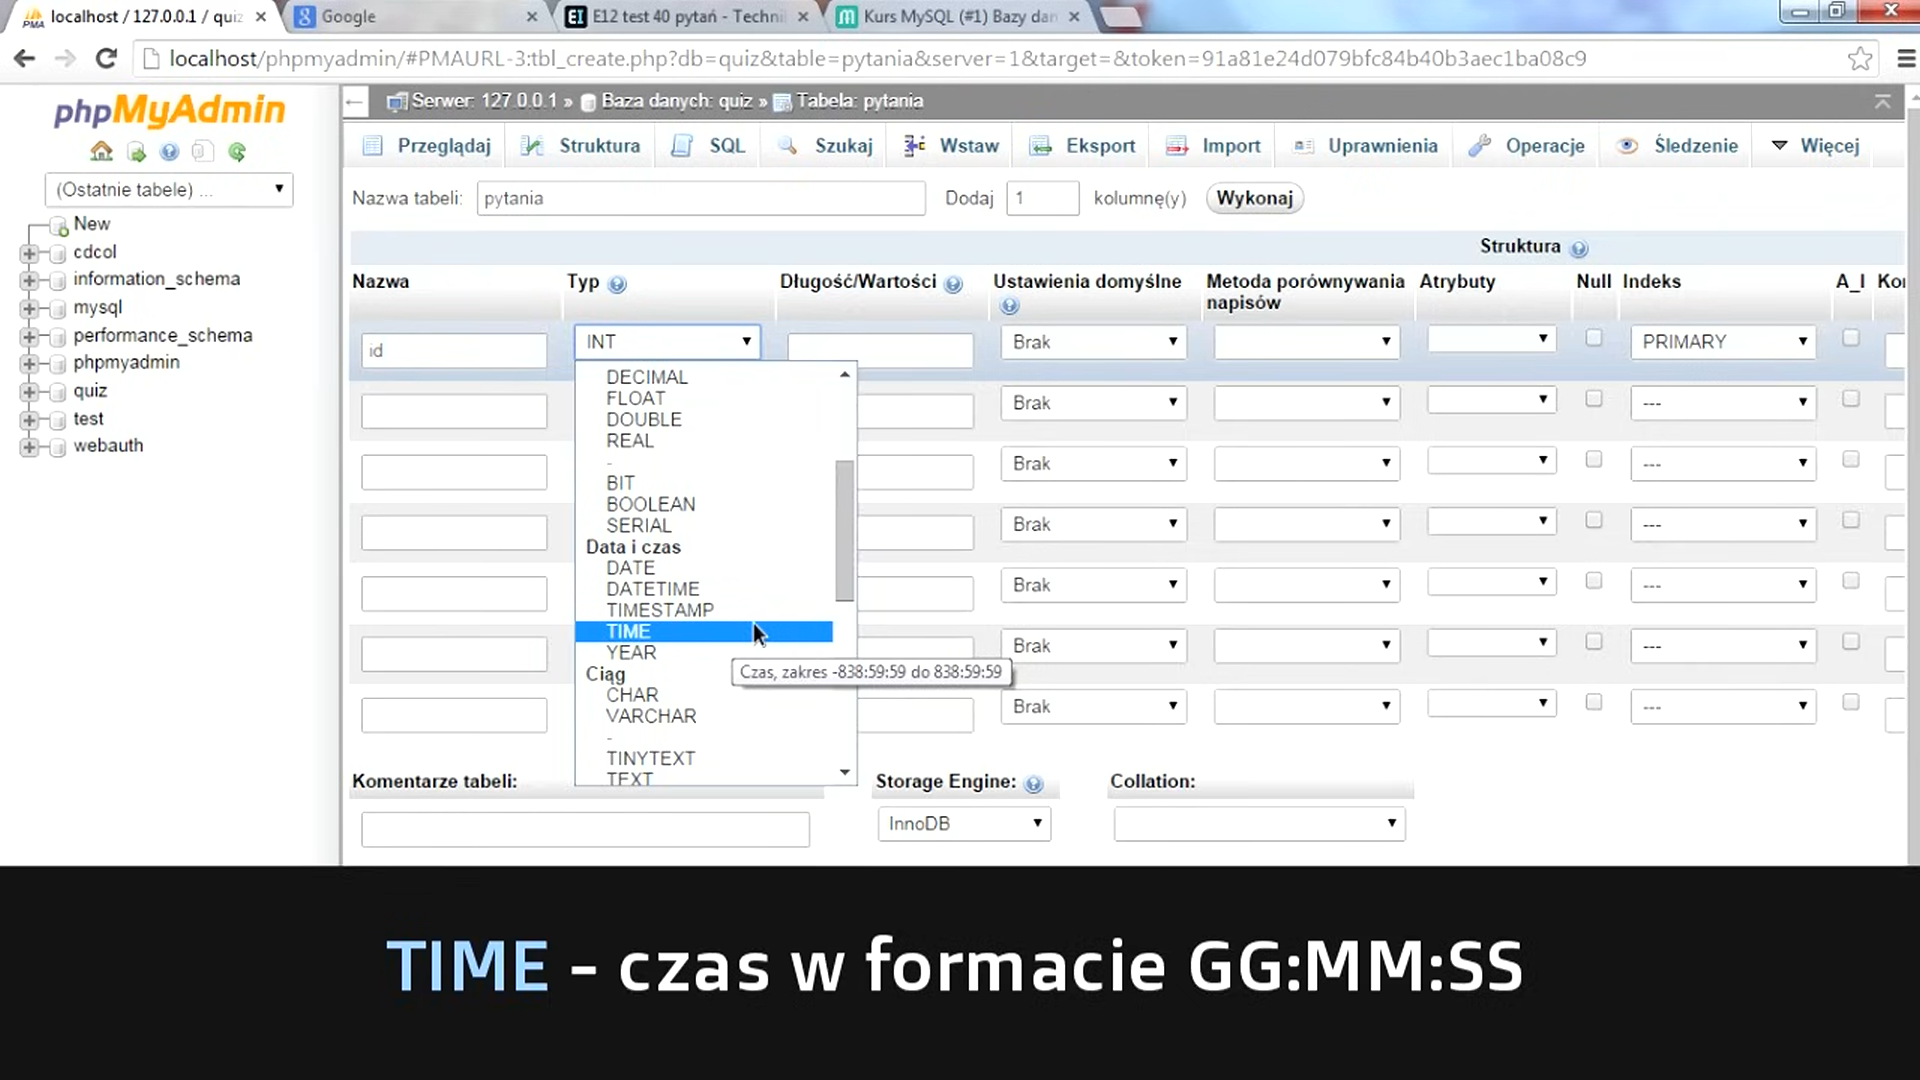 localhost / 127.0.0.1 / quiz
Google
E12 test 40 pytań - Techni
Kurs MySQL (#1) Bazy dan
localhost/phpmyadmin/#PMAURL-3:tbl_create.php?db=quiz&table=pytania&server=1&target=&token=91a81e24d079bfc84b40b3aec1ba08c9
phpMyAdmin
(Ostatnie tabele) ...
New
cdcol
information_schema
mysql
performance_schema
phpmyadmin
quiz
test
webauth
Serwer: 127.0.0.1 » Baza danych: quiz » Tabela: pytania
Przeglądaj Struktura SQL Szukaj Wstaw Eksport Import Uprawnienia Operacje Śledzenie Więcej
Nazwa tabeli: pytania Dodaj 1 kolumnę(y) Wykonaj
Struktura
Nazwa Typ Długość/Wartości Ustawienia domyślne Metoda porównywania napisów Atrybuty Null Indeks A_I Ko
id INT Brak PRIMARY
Brak ---
Brak ---
Brak ---
Brak ---
Brak ---
Brak ---
DECIMAL
FLOAT
DOUBLE
REAL
-
BIT
BOOLEAN
SERIAL
Data i czas
DATE
DATETIME
TIMESTAMP
TIME
YEAR
Czas, zakres -838:59:59 do 838:59:59
Ciąg
CHAR
VARCHAR
-
TINYTEXT
TEXT
Komentarze tabeli: Storage Engine: Collation:
InnoDB
TIME - czas w formacie GG:MM:SS